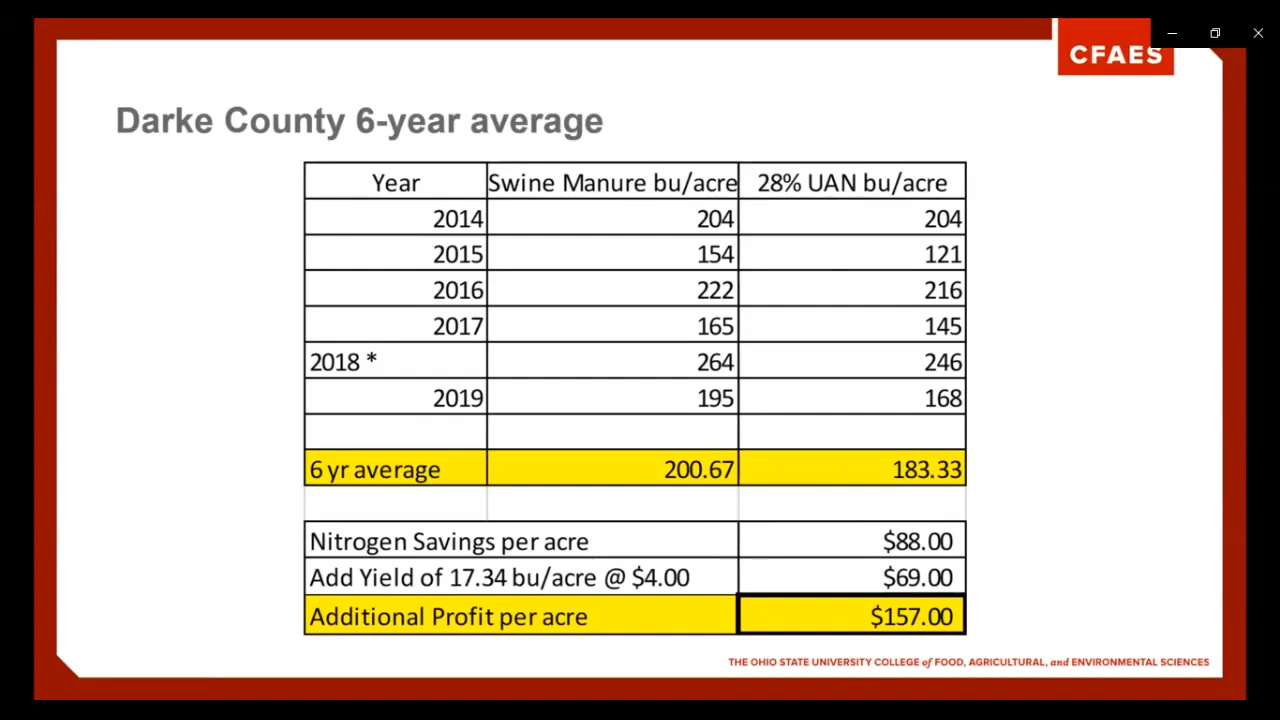 CFAES
Darke County 6-year average
Year Swine Manure bu/acre 28% UAN bu/acre
2014 204 204
2015 154 121
2016 222 216
2017 165 145
2018 * 264 246
2019 195 168
6 yr average 200.67 183.33
Nitrogen Savings per acre $88.00
Add Yield of 17.34 bu/acre @ $4.00 $69.00
Additional Profit per acre $157.00
THE OHIO STATE UNIVERSITY COLLEGE of FOOD, AGRICULTURAL, and ENVIRONMENTAL SCIENCES